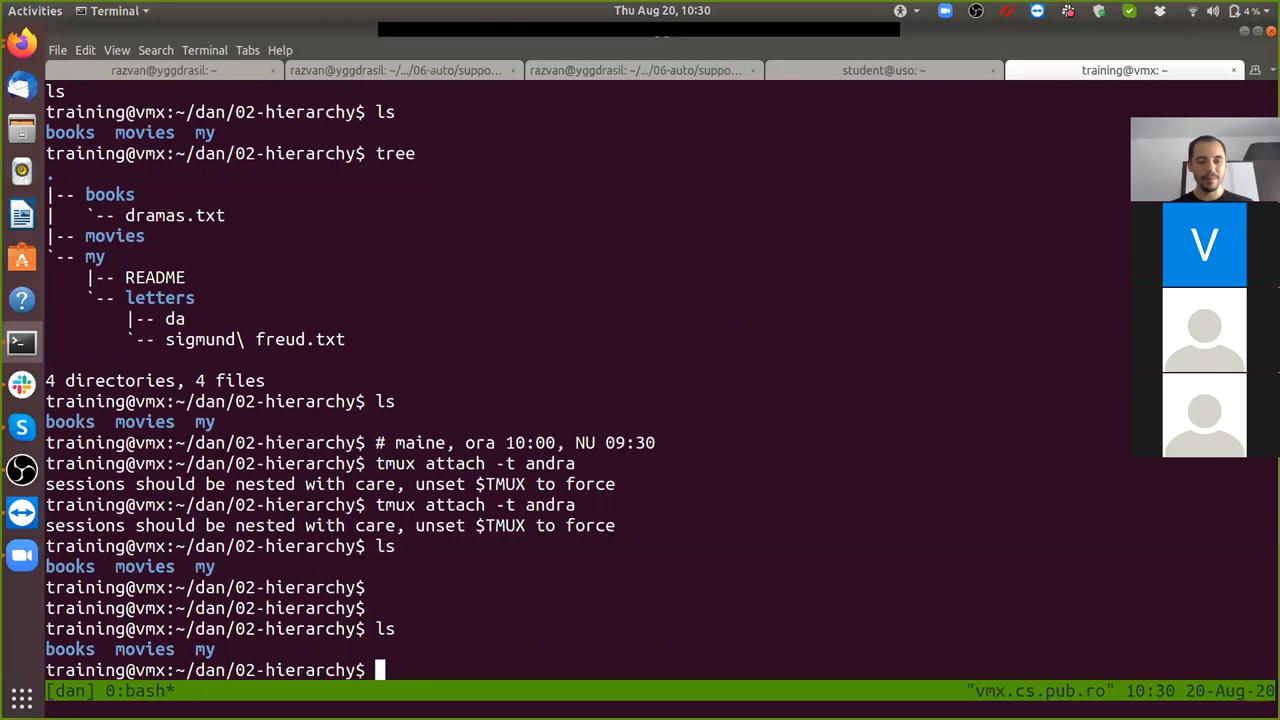 Activities Terminal Thu Aug 20, 10:30 4 %
File Edit View Search Terminal Tabs Help
razvan@yggdrasil: ~ × razvan@yggdrasil: ~/.../06-auto/suppo... × razvan@yggdrasil: ~/.../06-auto/suppo... × student@uso: ~ × training@vmx: ~ ×
ls
training@vmx:~/dan/02-hierarchy$ ls
books movies my
training@vmx:~/dan/02-hierarchy$ tree
.
|-- books
|   `-- dramas.txt
|-- movies
`-- my
    |-- README
    `-- letters
        |-- da
        `-- sigmund\ freud.txt
4 directories, 4 files
training@vmx:~/dan/02-hierarchy$ ls
books movies my
training@vmx:~/dan/02-hierarchy$ # maine, ora 10:00, NU 09:30
training@vmx:~/dan/02-hierarchy$ tmux attach -t andra
sessions should be nested with care, unset $TMUX to force
training@vmx:~/dan/02-hierarchy$ tmux attach -t andra
sessions should be nested with care, unset $TMUX to force
training@vmx:~/dan/02-hierarchy$ ls
books movies my
training@vmx:~/dan/02-hierarchy$
training@vmx:~/dan/02-hierarchy$
training@vmx:~/dan/02-hierarchy$ ls
books movies my
training@vmx:~/dan/02-hierarchy$
[dan] 0:bash* "vmx.cs.pub.ro" 10:30 20-Aug-20
V